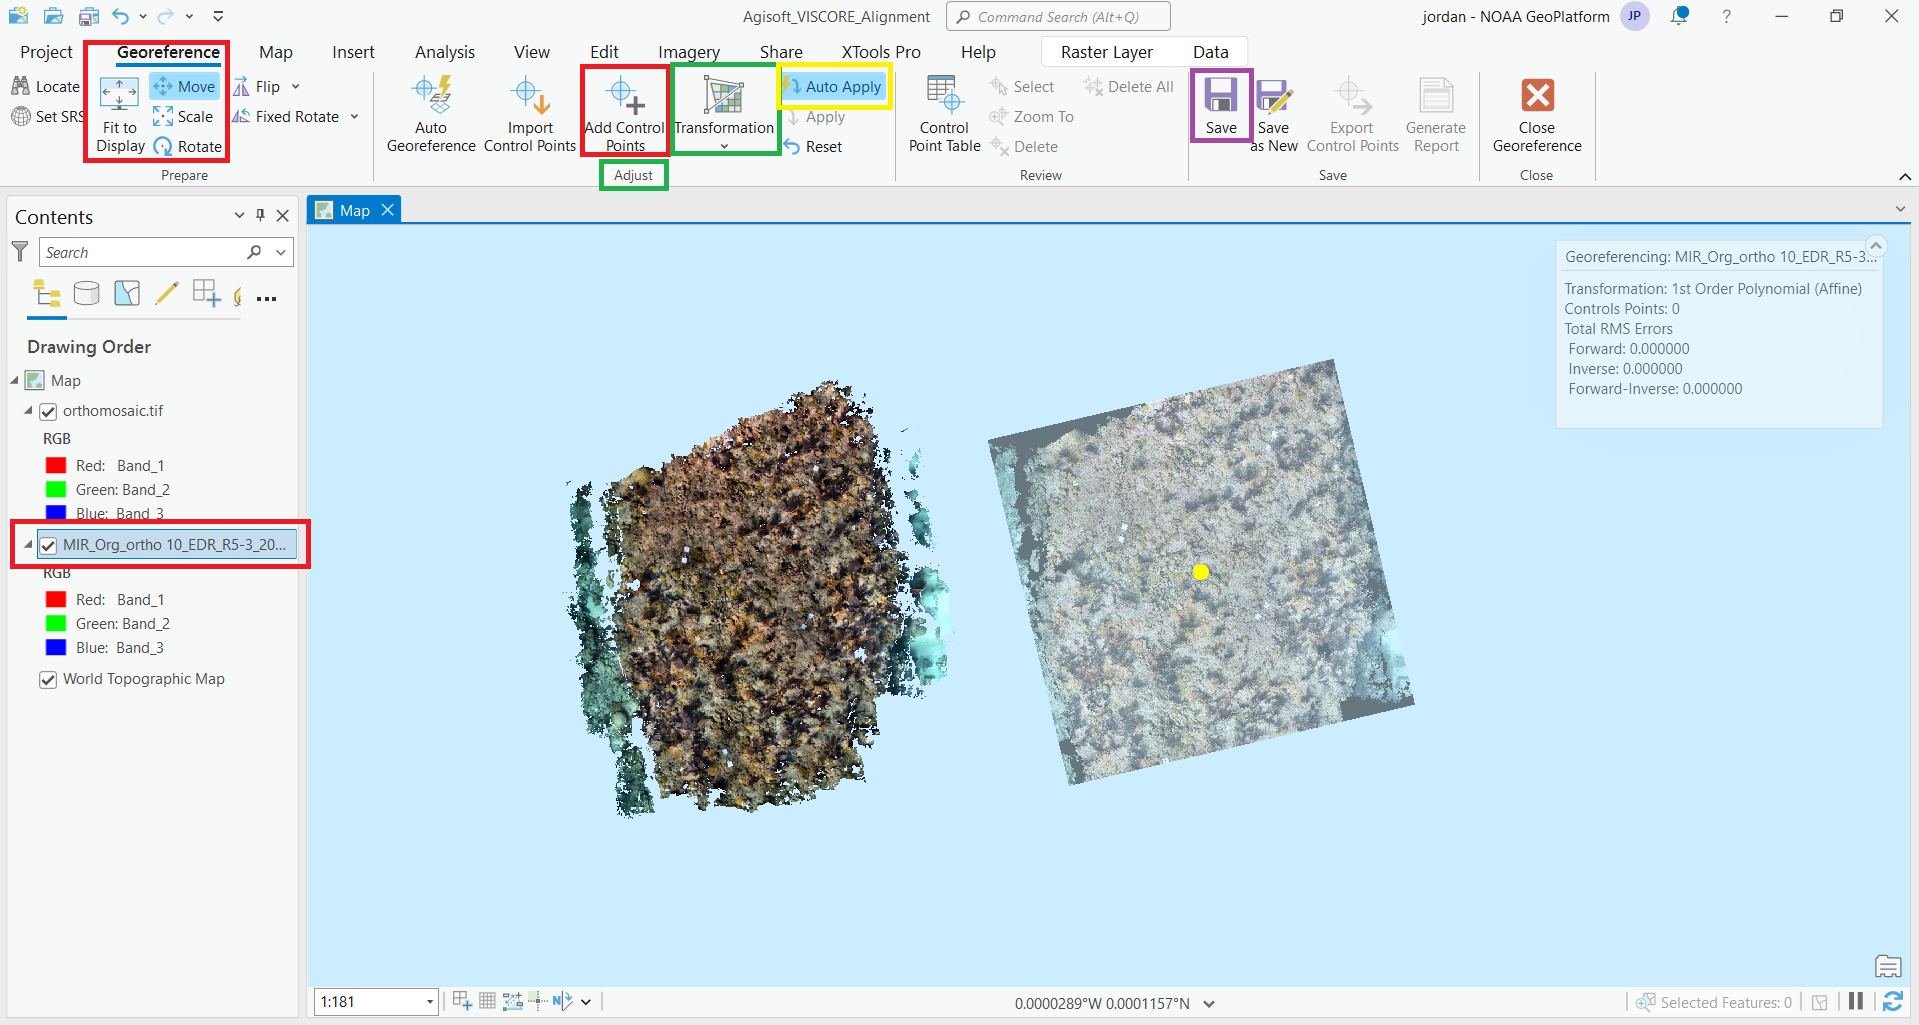 Agisoft_VISCORE_Alignment
Command Search (Alt+Q)
jordan - NOAA GeoPlatform
JP
?
Project
Georeference
Map
Insert
Analysis
View
Edit
Imagery
Share
XTools Pro
Help
Raster Layer
Data
Locate
Set SRS
Fit to
Display
Move
Scale
Rotate
Flip
Fixed Rotate
Prepare
Auto
Georeference
Import
Control Points
Add Control
Points
Transformation
Auto Apply
Apply
Reset
Adjust
Control
Point Table
Select
Zoom To
Delete
Delete All
Review
Save
Save
as New
Export
Control Points
Generate
Report
Save
Close
Georeference
Close
Contents
Search
Drawing Order
Map
orthomosaic.tif
RGB
Red: Band_1
Green: Band_2
Blue: Band_3
MIR_Org_ortho 10_EDR_R5-3_20...
RGB
Red: Band_1
Green: Band_2
Blue: Band_3
World Topographic Map
Map
Georeferencing: MIR_Org_ortho 10_EDR_R5-3...
Transformation: 1st Order Polynomial (Affine)
Controls Points: 0
Total RMS Errors
Forward: 0.000000
Inverse: 0.000000
Forward-Inverse: 0.000000
1:181
N
0.0000289°W 0.0001157°N
Selected Features: 0